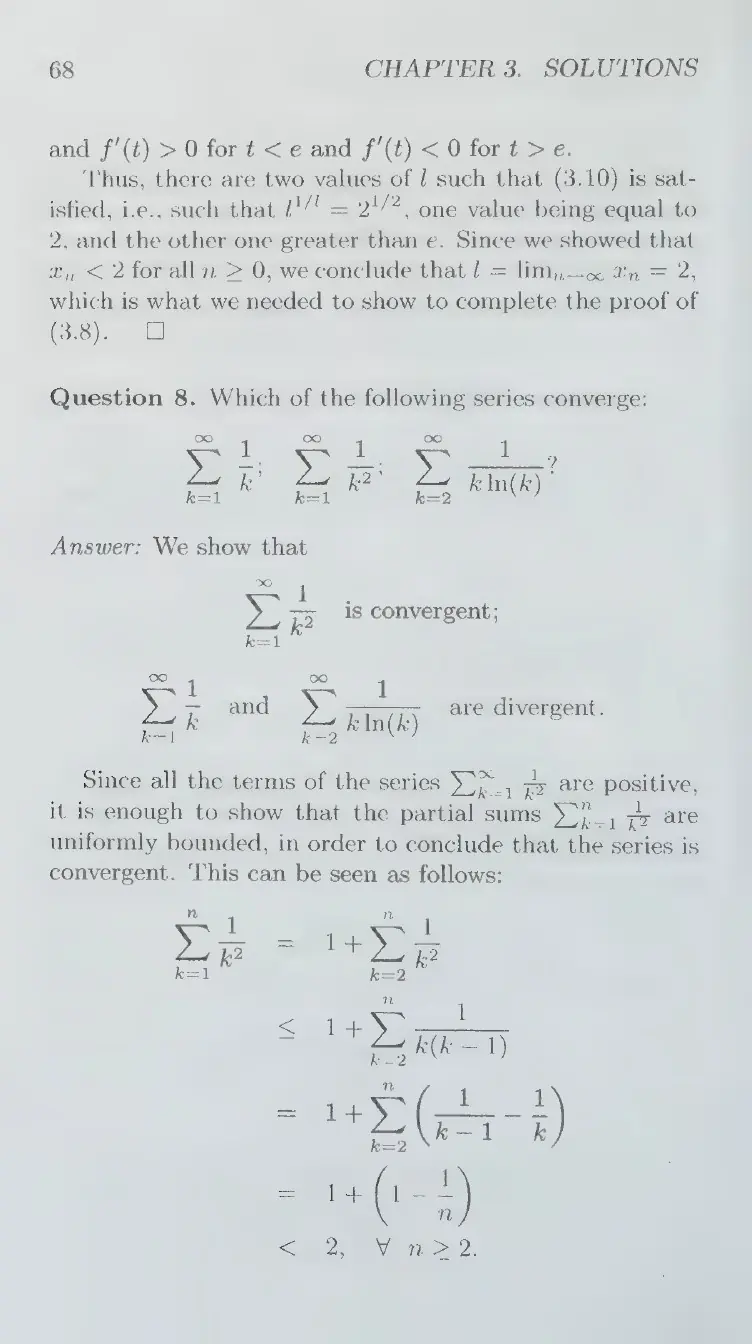 68 CHAPTER 3. SOLUTIONS
and f′(t) > 0 for t < e and f′(t) < 0 for t > e.
Thus, there are two values of l such that (3.10) is sat-
isfied, i.e., such that l^{1/l} = 2^{1/2}, one value being equal to
2, and the other one greater than e. Since we showed that
x_n < 2 for all n ≥ 0, we conclude that l = lim_{n→∞} x_n = 2,
which is what we needed to show to complete the proof of
(3.8). □
Question 8. Which of the following series converge:
∑_{k=1}^{∞} 1/k; ∑_{k=1}^{∞} 1/k²; ∑_{k=2}^{∞} 1/(k ln(k))?
Answer: We show that
∑_{k=1}^{∞} 1/k² is convergent;
∑_{k=1}^{∞} 1/k and ∑_{k=2}^{∞} 1/(k ln(k)) are divergent.
Since all the terms of the series ∑_{k=1}^{∞} 1/k² are positive,
it is enough to show that the partial sums ∑_{k=1}^{n} 1/k² are
uniformly bounded, in order to conclude that the series is
convergent. This can be seen as follows:
∑_{k=1}^{n} 1/k² = 1 + ∑_{k=2}^{n} 1/k²
≤ 1 + ∑_{k=2}^{n} 1/(k(k − 1))
= 1 + ∑_{k=2}^{n} (1/(k − 1) − 1/k)
= 1 + (1 − 1/n)
< 2, ∀ n ≥ 2.